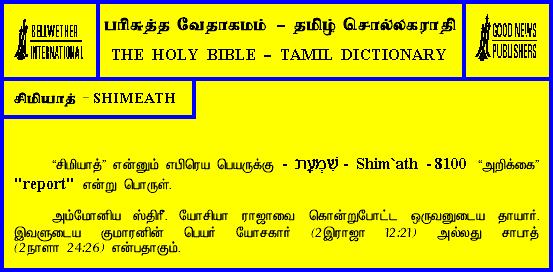 BELLWETHER
INTERNATIONAL
பரிசுத்த வேதாகமம் - தமிழ் சொல்லகராதி
THE HOLY BIBLE – TAMIL DICTIONARY
GOOD NEWS
PUBLISHERS
சிமியாத் - SHIMEATH
“சிமியாத்” என்னும் எபிரெய பெயருக்கு - שִׁמְעָת - Shim`ath - 8100 “அறிக்கை”
"report" என்று பொருள்.
அம்மோனிய ஸ்திரீ. யோசியா ராஜாவை கொன்றுபோட்ட ஒருவனுடைய தாயார்.
இவளுடைய குமாரனின் பெயர் யோசகார் (2இராஜா 12:21) அல்லது சாபாத்
(2நாளா 24:26) என்பதாகும்.